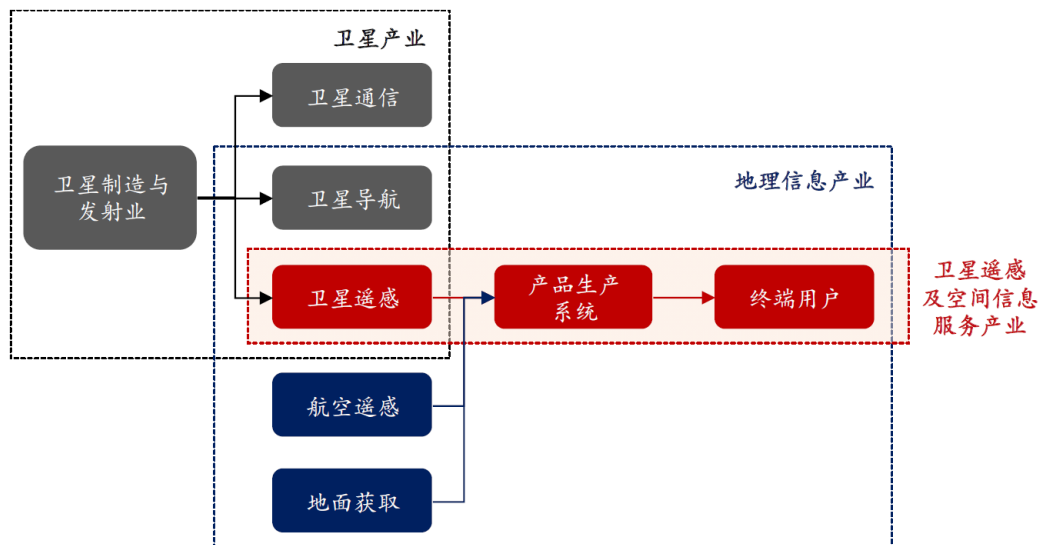 卫星产业
卫星通信
卫星制造与
发射业
卫星导航
地理信息产业
卫星遥感
产品生产
系统
终端用户
卫星遥感
及空间信息
服务产业
航空遥感
地面获取